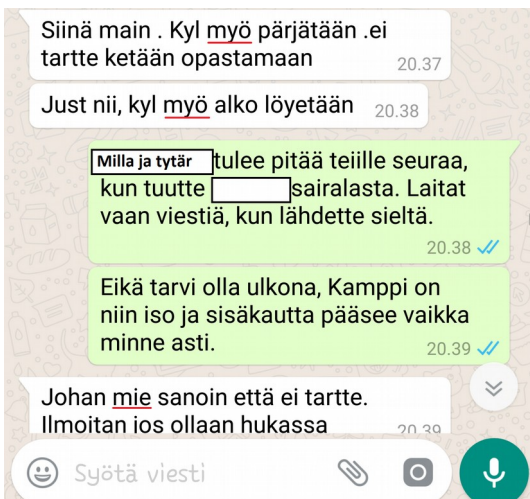 Siinä main . Kyl myö pärjätään .ei
tartte ketään opastamaan
20.37
Just nii, kyl myö alko löyetään
20.38
Milla ja tytär tulee pitää teiille seuraa,
kun tuutte sairalasta. Laitat
vaan viestiä, kun lähdette sieltä.
20.38
Eikä tarvi olla ulkona, Kamppi on
niin iso ja sisäkautta pääsee vaikka
minne asti.
20.39
Johan mie sanoin että ei tartte.
Ilmoitan jos ollaan hukassa
20.39
Syötä viesti